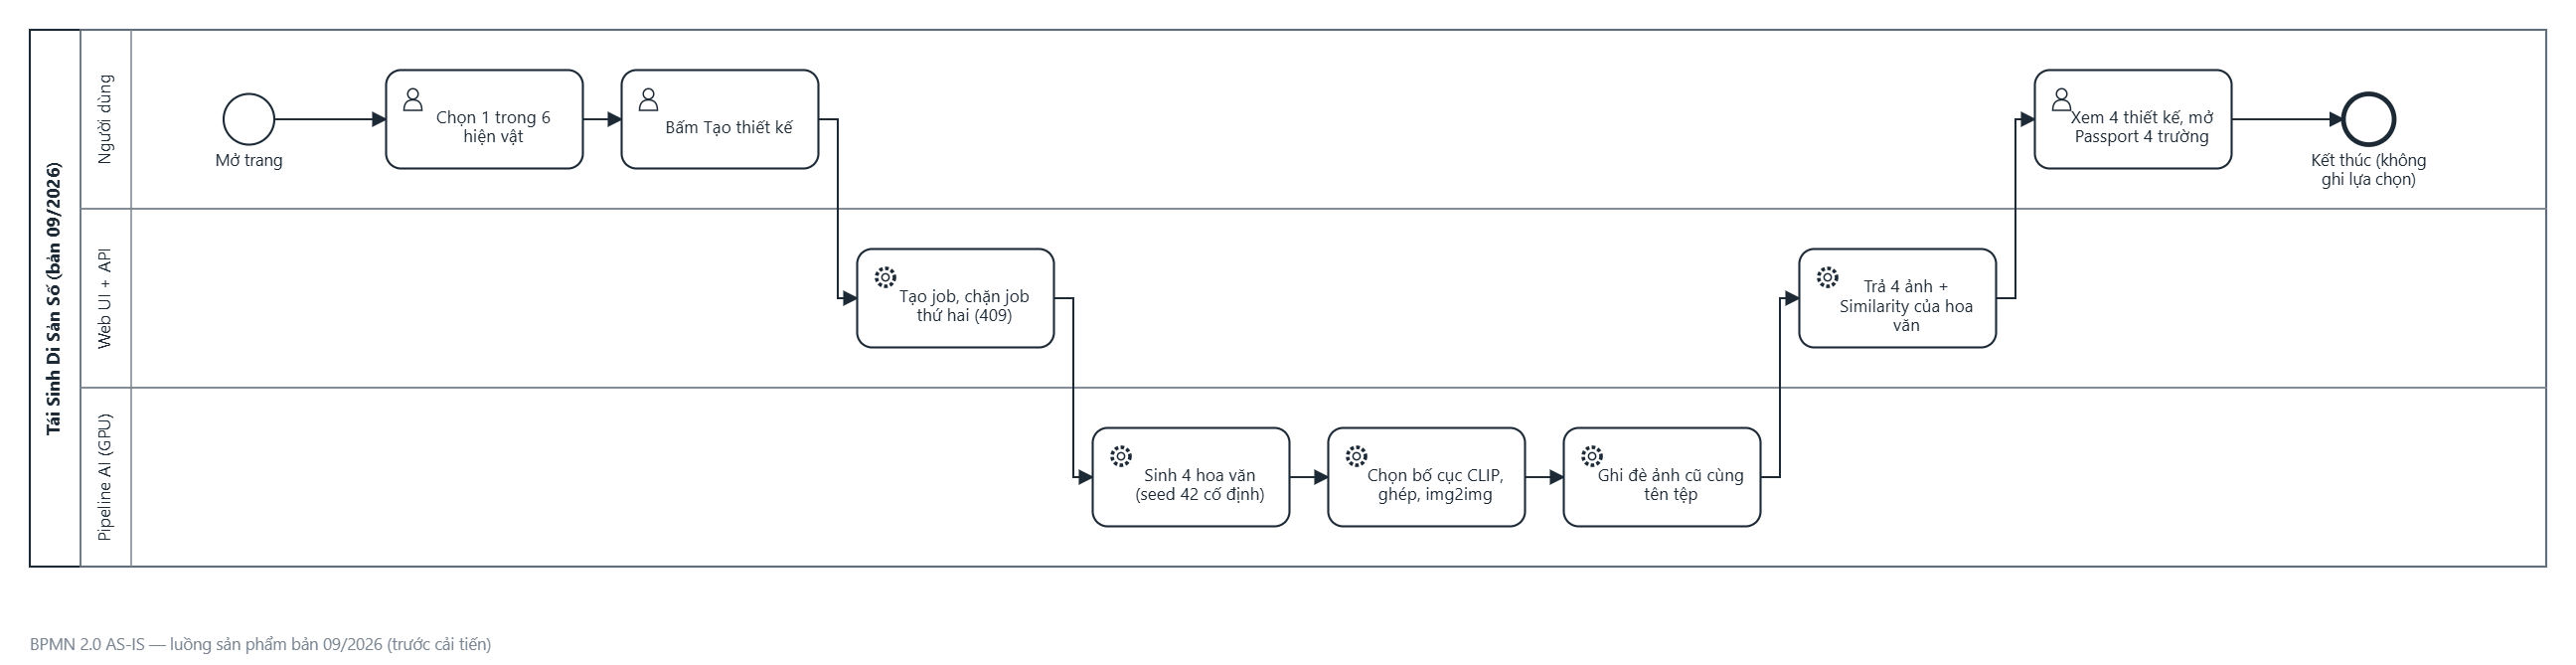 Tái Sinh Di Sản Số (bản 09/2026)
Người dùng
Mở trang
Chọn 1 trong 6
hiện vật
Bấm Tạo thiết kế
Xem 4 thiết kế, mở
Passport 4 trường
Kết thúc (không
ghi lựa chọn)
Web UI + API
Tạo job, chặn job
thứ hai (409)
Trả 4 ảnh +
Similarity của hoa
văn
Pipeline AI (GPU)
Sinh 4 hoa văn
(seed 42 cố định)
Chọn bố cục CLIP,
ghép, img2img
Ghi đè ảnh cũ cùng
tên tệp
BPMN 2.0 AS-IS — luồng sản phẩm bản 09/2026 (trước cải tiến)